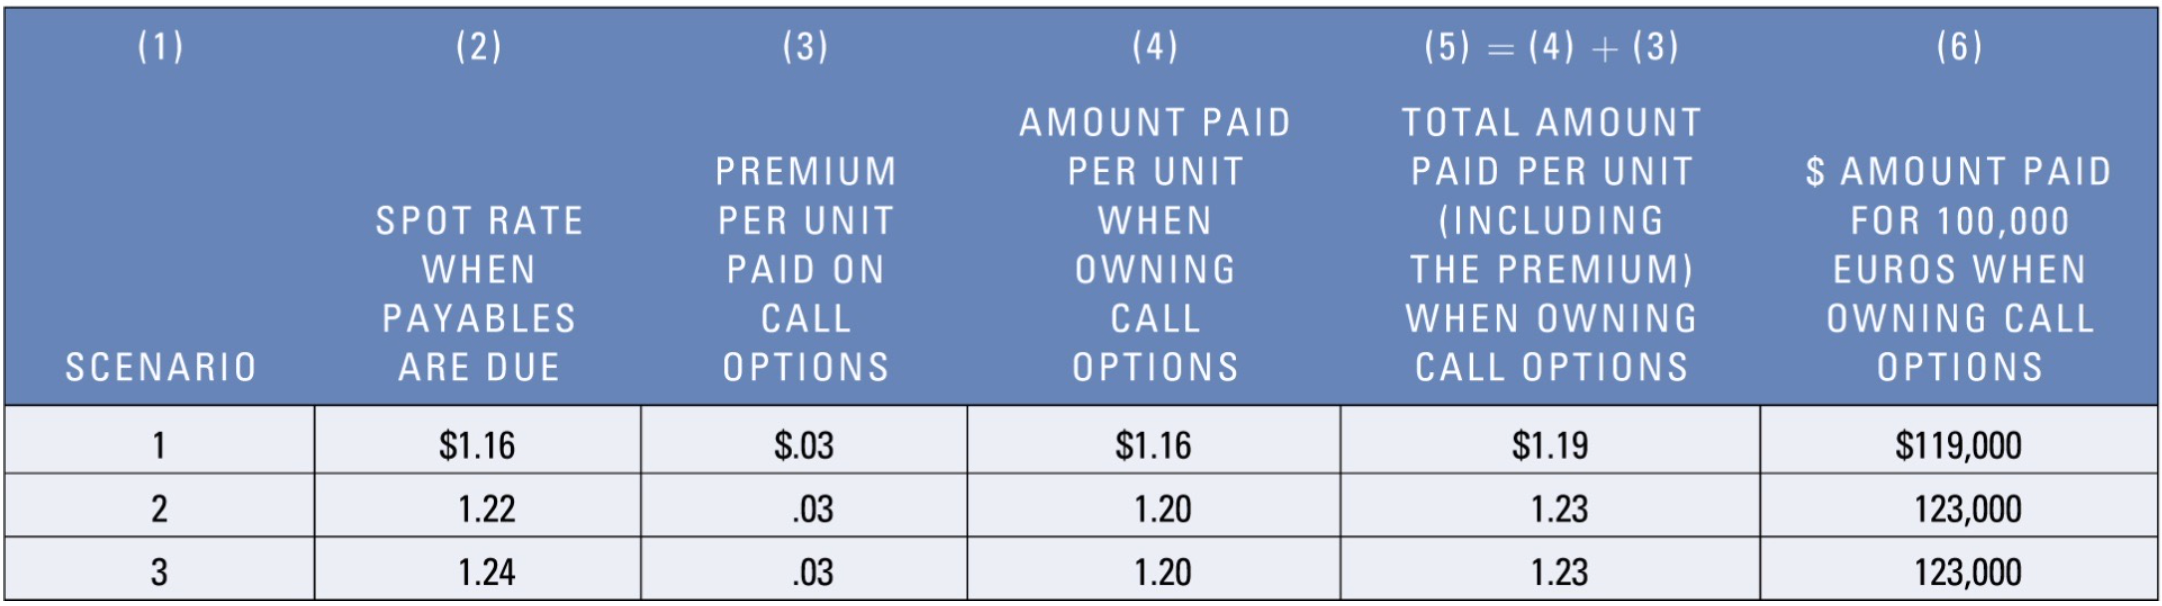 (1) (2) (3) (4) (5) = (4) + (3) (6)
AMOUNT PAID TOTAL AMOUNT
PREMIUM PER UNIT PAID PER UNIT $ AMOUNT PAID
SPOT RATE PER UNIT WHEN (INCLUDING FOR 100,000
WHEN PAID ON OWNING THE PREMIUM) EUROS WHEN
PAYABLES CALL CALL WHEN OWNING OWNING CALL
SCENARIO ARE DUE OPTIONS OPTIONS CALL OPTIONS OPTIONS
1 $1.16 $.03 $1.16 $1.19 $119,000
2 1.22 .03 1.20 1.23 123,000
3 1.24 .03 1.20 1.23 123,000